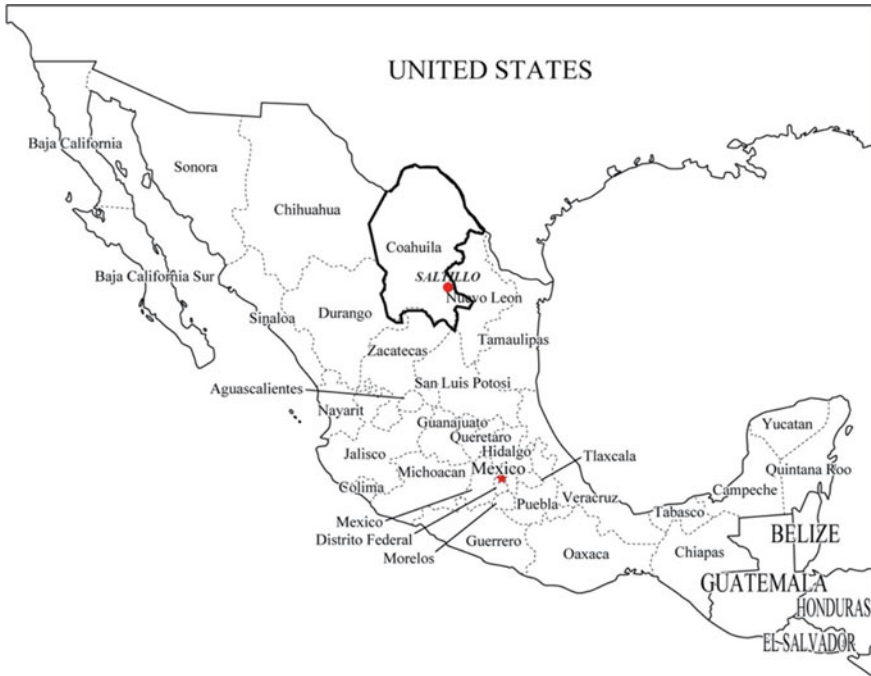 UNITED STATES
Baja California
Sonora
Chihuahua
Coahuila
Baja California Sur
SALTILLO
Nuevo Leon
Sinaloa
Durango
Tamaulipas
Zacatecas
San Luis Potosi
Aguascalientes
Nayarit
Guanajuato
Yucatan
Queretaro
Hidalgo
Jalisco
Tlaxcala
Mexico
Michoacan
Quintana Roo
Colima
Campeche
Puebla
Veracruz
Tabasco
Mexico
BELIZE
Distrito Federal
Guerrero
Morelos
Oaxaca
Chiapas
GUATEMALA
HONDURAS
EL SALVADOR